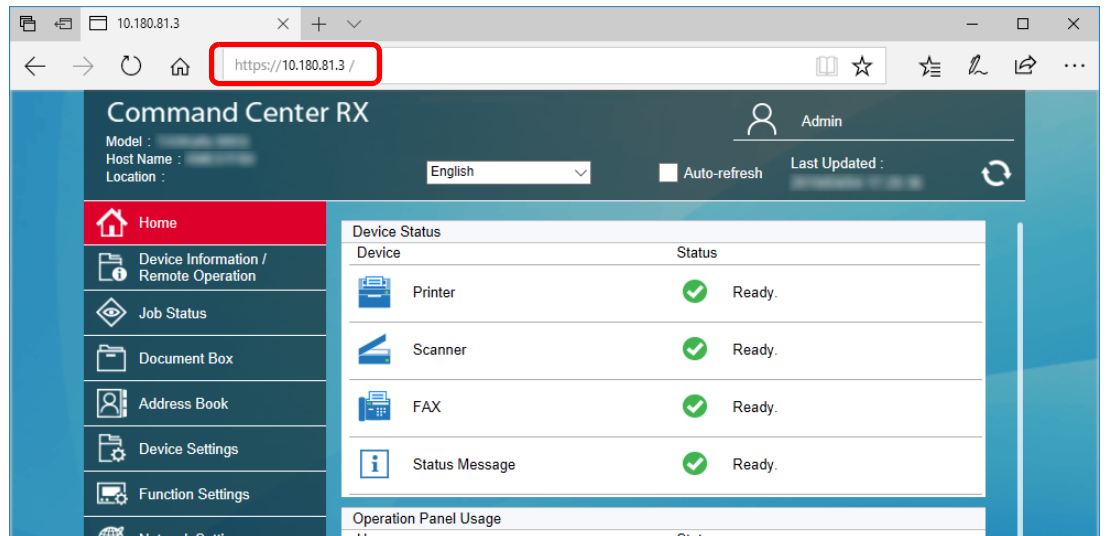 10.180.81.3
https://10.180.81.3 /
Command Center RX
Model :
Host Name :
Location :
English
Auto-refresh
Admin
Last Updated :
Home
Device Information /
Remote Operation
Job Status
Document Box
Address Book
Device Settings
Function Settings
Device Status
Device Status
Printer Ready.
Scanner Ready.
FAX Ready.
Status Message Ready.
Operation Panel Usage